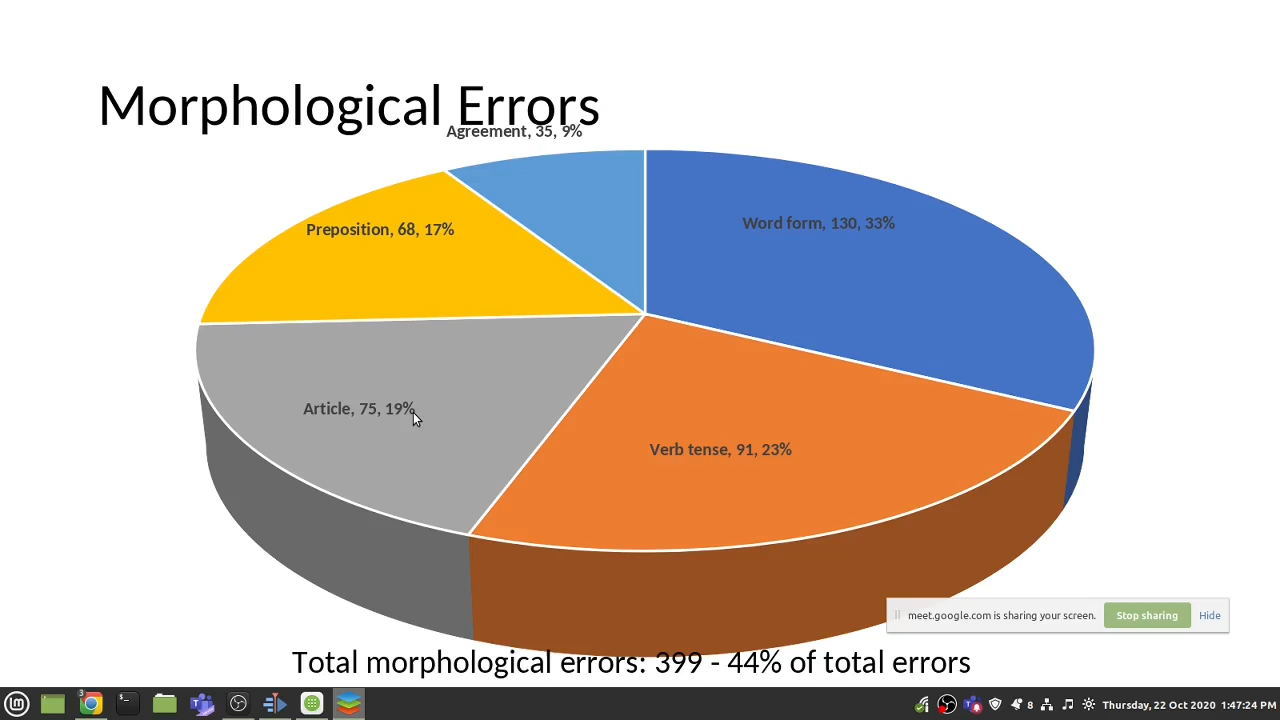 Morphological Errors
Agreement, 35, 9%
Word form, 130, 33%
Preposition, 68, 17%
Article, 75, 19%
Verb tense, 91, 23%
meet.google.com is sharing your screen. Stop sharing Hide
Total morphological errors: 399 - 44% of total errors
3 8 Thursday, 22 Oct 2020 1:47:24 PM